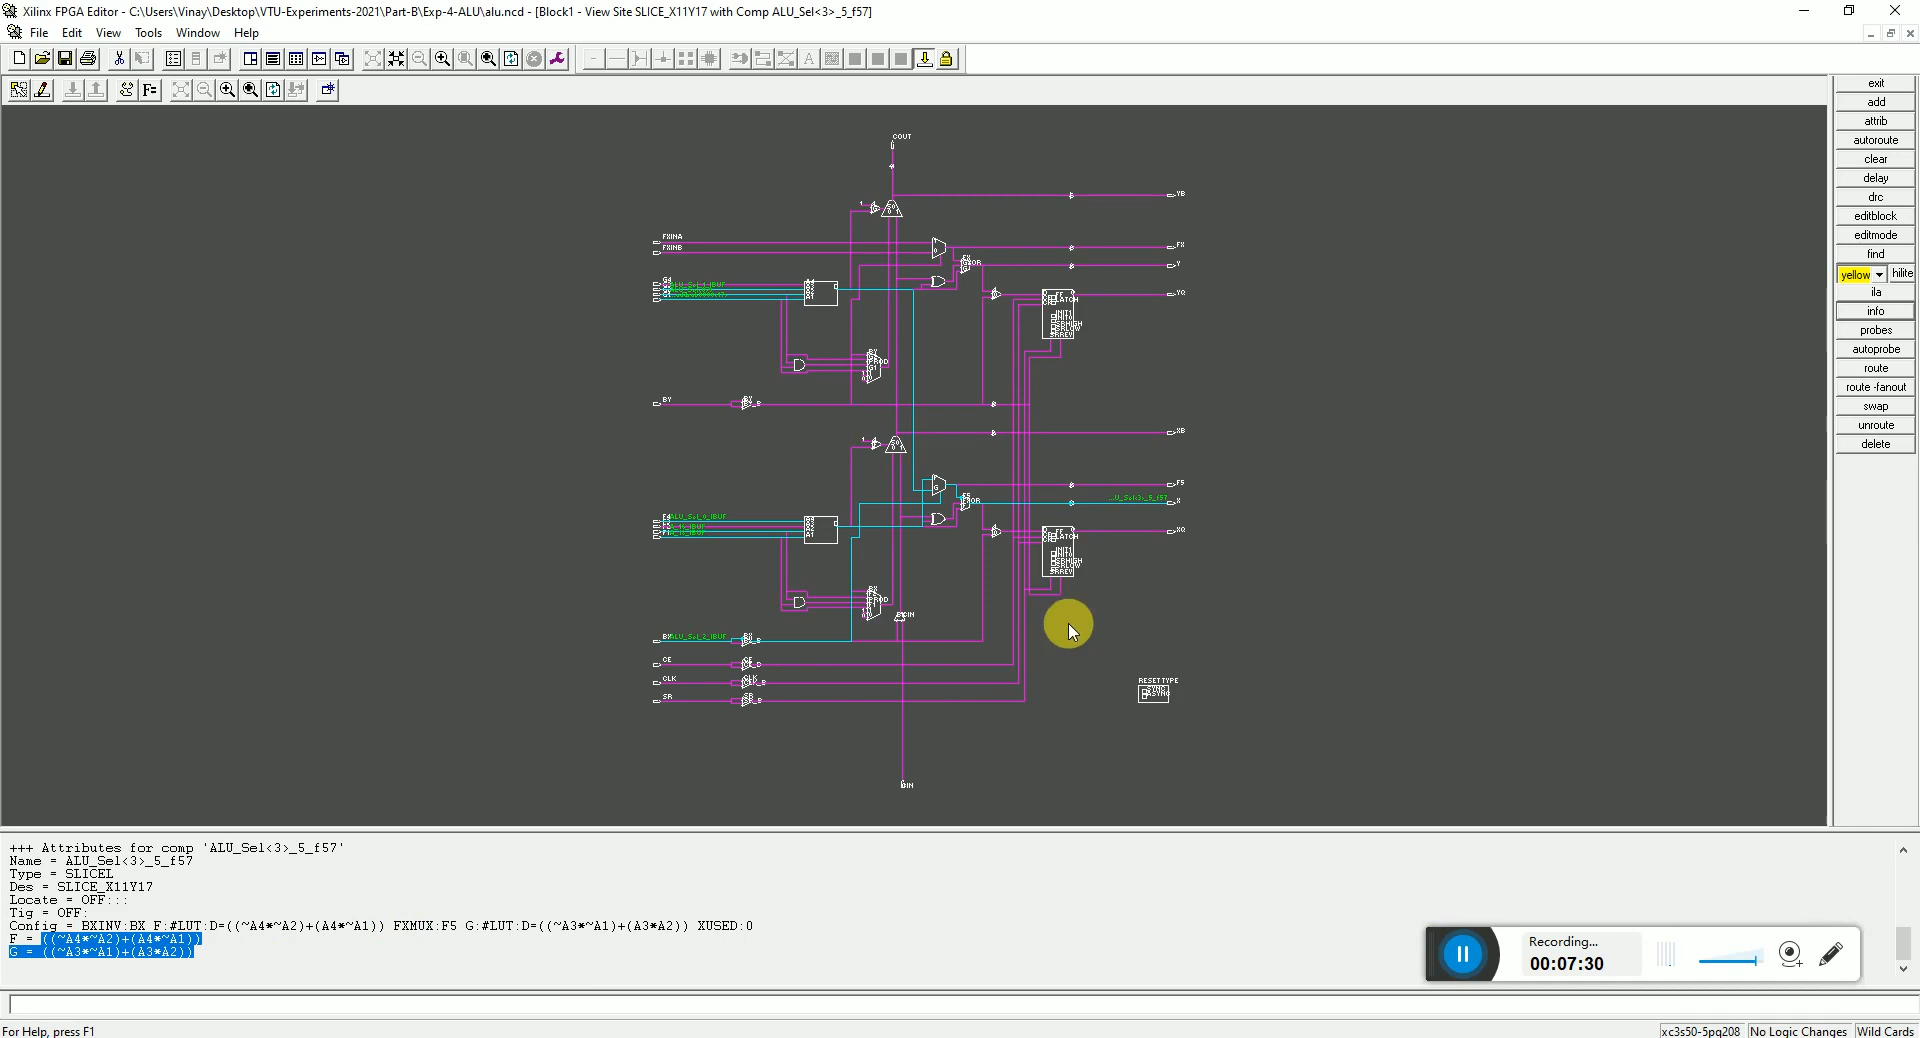 Xilinx FPGA Editor - C:\Users\Vinay\Desktop\VTU-Experiments-2021\Part-B\Exp-4-ALU\alu.ncd - [Block1 - View Site SLICE_X11Y17 with Comp ALU_Sel<3>_5_f57]
File Edit View Tools Window Help
A
F=
exit
add
attrib
autoroute
clear
delay
drc
editblock
editmode
find
yellow hilite
ila
info
probes
autoprobe
route
route -fanout
swap
unroute
delete
COUT
YB
FXINA
FXINB
FX
Y
YQ
BY
XB
F5
X
XQ
ALU_Sel_0_IBUF
BX ALU_Sel_2_IBUF
CE
CLK
SR
RESETTYPE
+++ Attributes for comp 'ALU_Sel<3>_5_f57'
Name = ALU_Sel<3>_5_f57
Type = SLICEL
Des = SLICE_X11Y17
Locate = OFF:::
Tig = OFF:
Config = BXINV:BX F:#LUT:D=((~A4*~A2)+(A4*~A1)) FXMUX:F5 G:#LUT:D=((~A3*~A1)+(A3*A2)) XUSED:0
F = ((~A4*~A2)+(A4*~A1))
G = ((~A3*~A1)+(A3*A2))
Recording...
00:07:30
For Help, press F1
xc3s50-5pq208 No Logic Changes Wild Cards